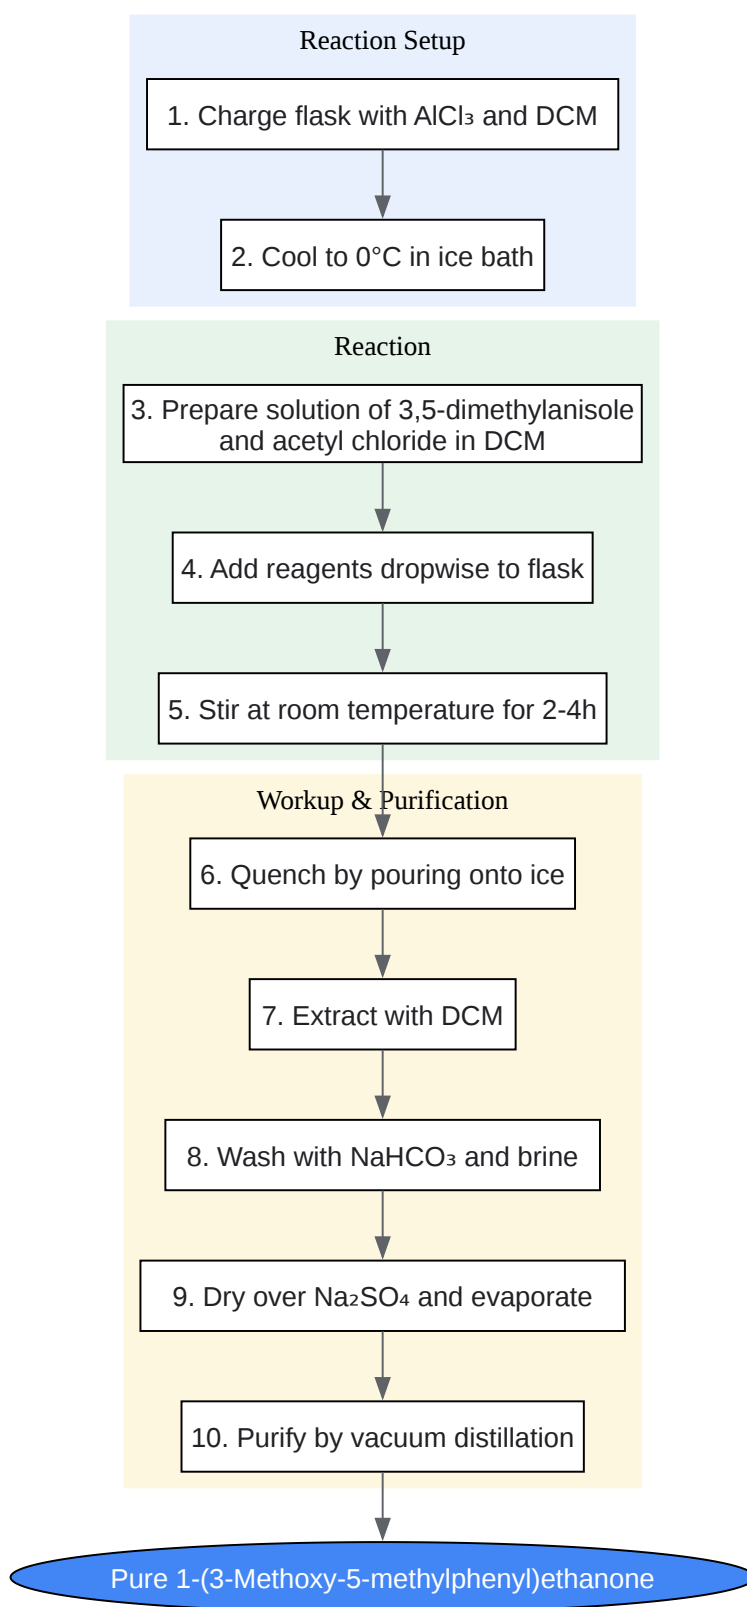 Reaction Setup
1. Charge flask with AlCl₃ and DCM
2. Cool to 0°C in ice bath
Reaction
3. Prepare solution of 3,5-dimethylanisole
and acetyl chloride in DCM
4. Add reagents dropwise to flask
5. Stir at room temperature for 2-4h
Workup & Purification
6. Quench by pouring onto ice
7. Extract with DCM
8. Wash with NaHCO₃ and brine
9. Dry over Na₂SO₄ and evaporate
10. Purify by vacuum distillation
Pure 1-(3-Methoxy-5-methylphenyl)ethanone